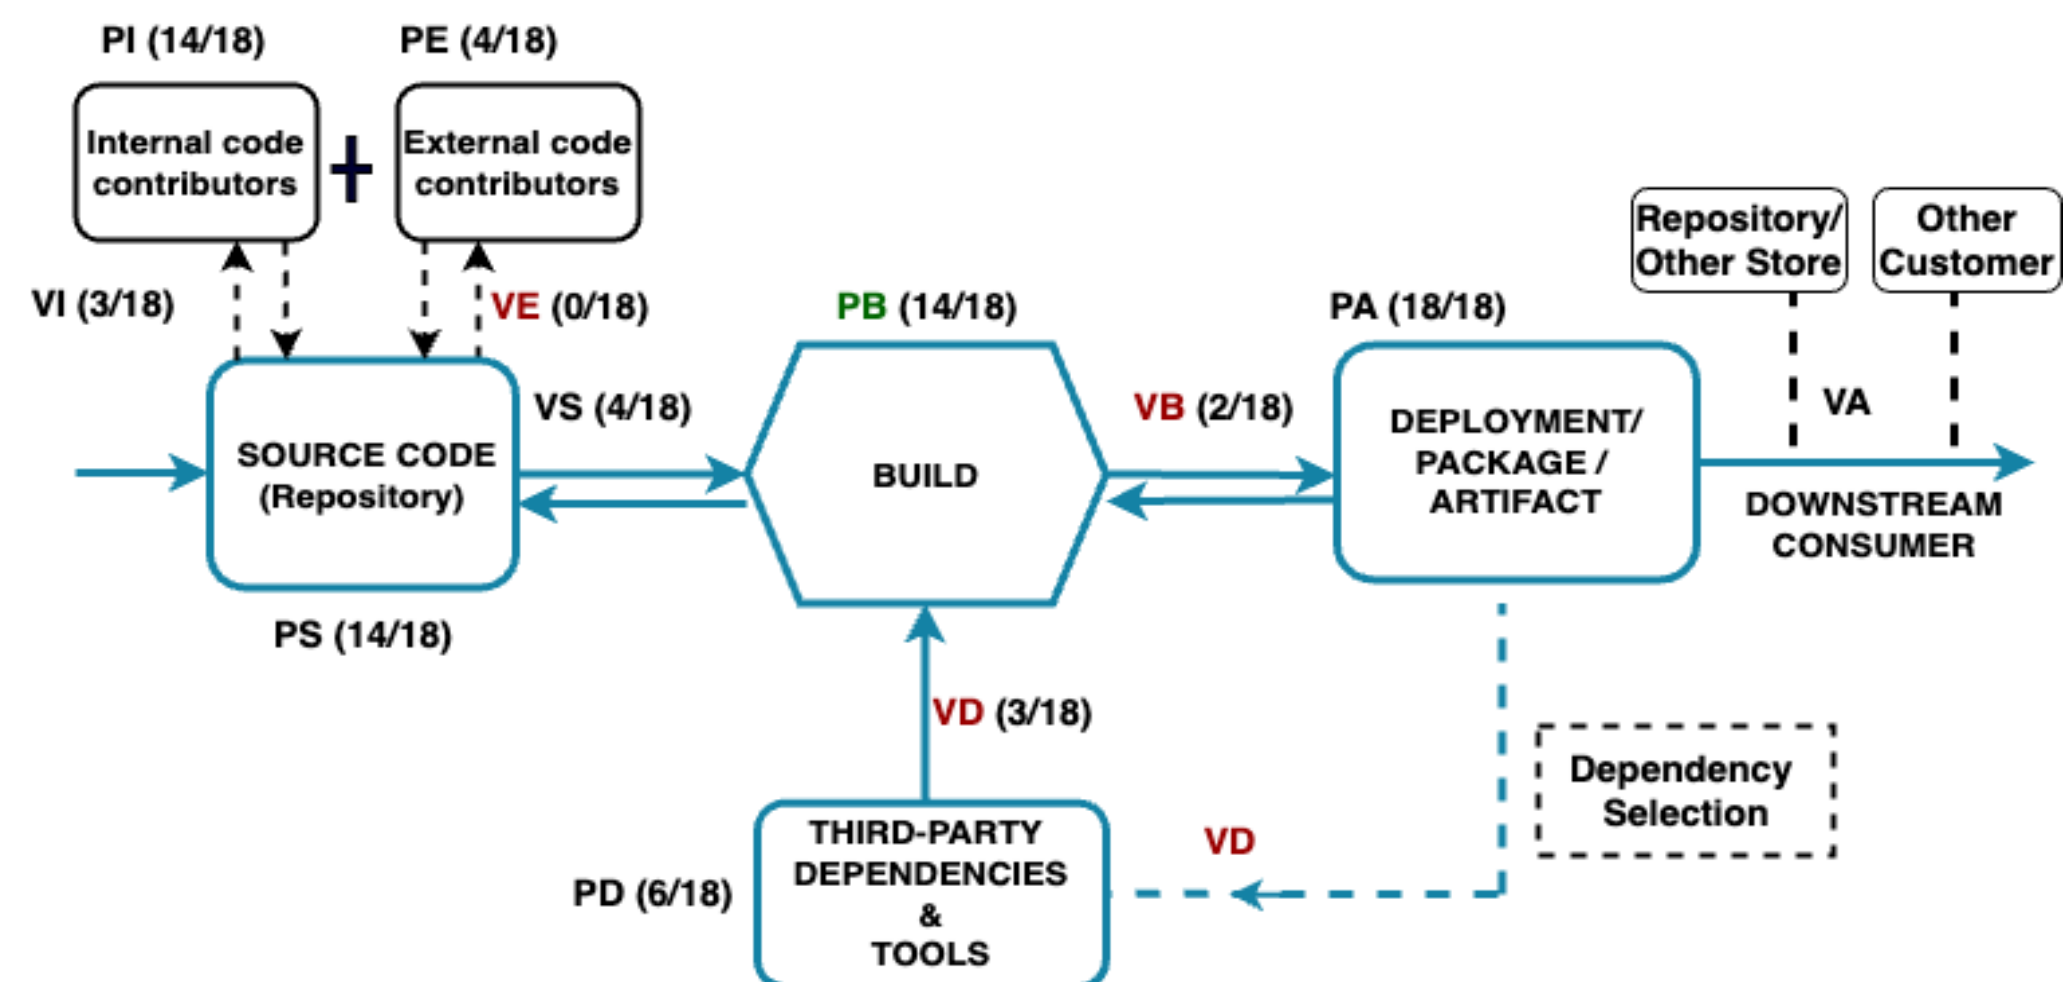 PI (14/18)
PE (4/18)
Internal code
contributors
+
External code
contributors
Repository/
Other Store
Other
Customer
VI (3/18)
VE (0/18)
PB (14/18)
PA (18/18)
VS (4/18)
VB (2/18)
VA
SOURCE CODE
(Repository)
BUILD
DEPLOYMENT/
PACKAGE /
ARTIFACT
DOWNSTREAM
CONSUMER
PS (14/18)
VD (3/18)
Dependency
Selection
THIRD-PARTY
DEPENDENCIES
&
TOOLS
VD
PD (6/18)